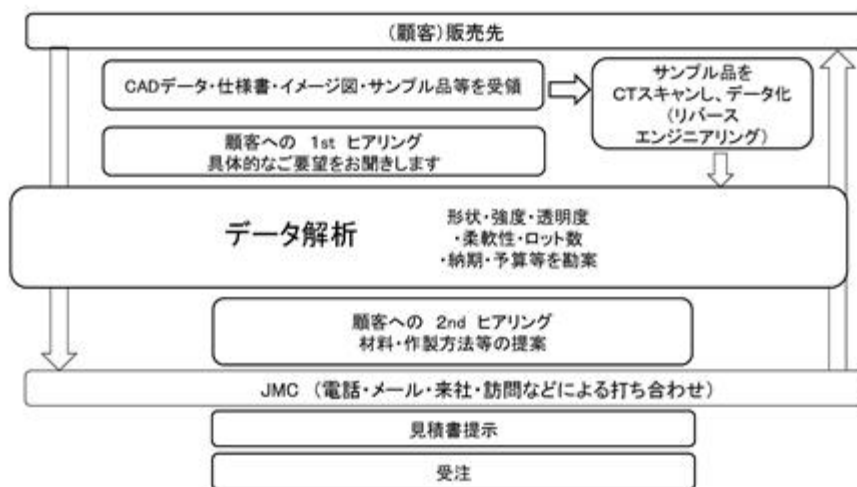 (顧客)販売先
CADデータ・仕様書・イメージ図・サンプル品等を受領
サンプル品を
CTスキャンし、データ化
(リバース
エンジニアリング)
顧客への 1st ヒアリング
具体的なご要望をお聞きします
データ解析
形状・強度・透明度
・柔軟性・ロット数
・納期・予算等を勘案
顧客への 2nd ヒアリング
材料・作製方法等の提案
JMC (電話・メール・来社・訪問などによる打ち合わせ)
見積書提示
受注